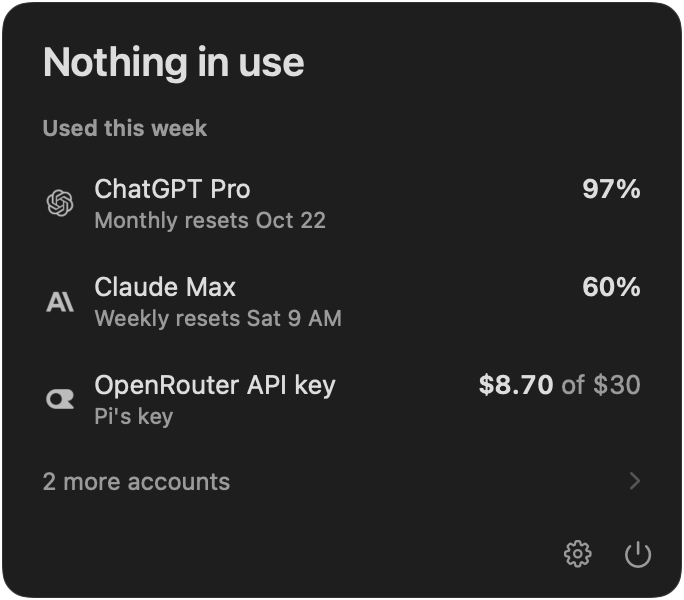 Nothing in use
Used this week
ChatGPT Pro
97%
Monthly resets Oct 22
Claude Max
60%
Weekly resets Sat 9 AM
OpenRouter API key
$8.70 of $30
Pi's key
2 more accounts